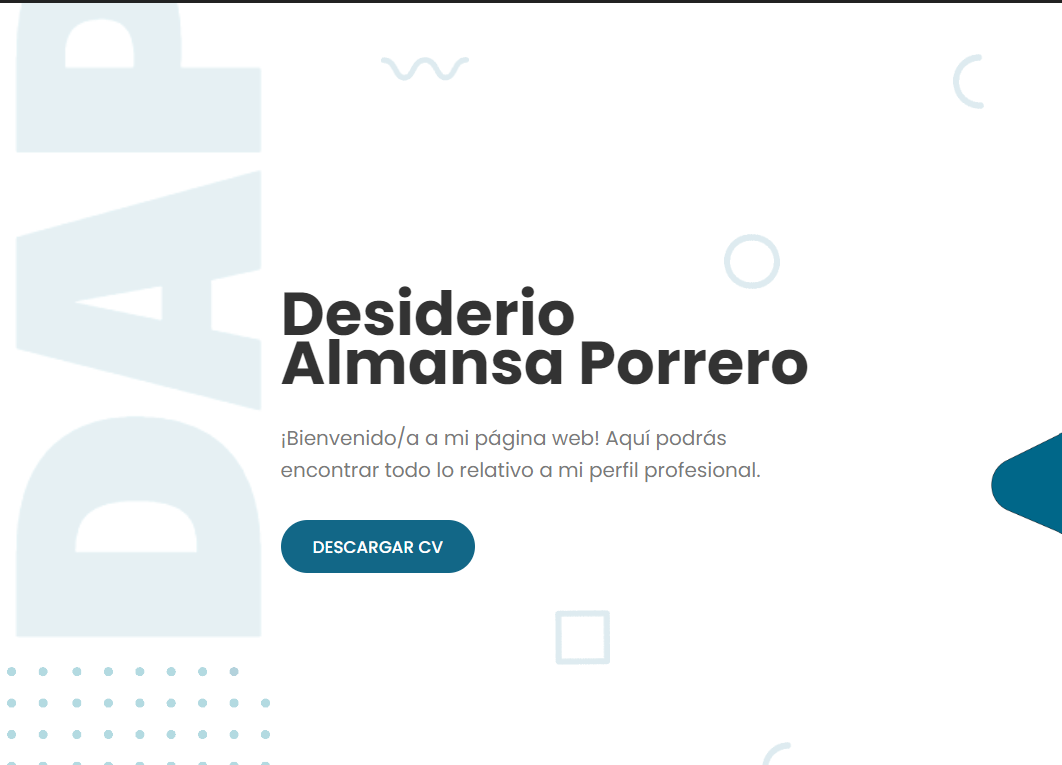 DAP
Desiderio
Almansa Porrero
¡Bienvenido/a a mi página web! Aquí podrás
encontrar todo lo relativo a mi perfil profesional.
DESCARGAR CV